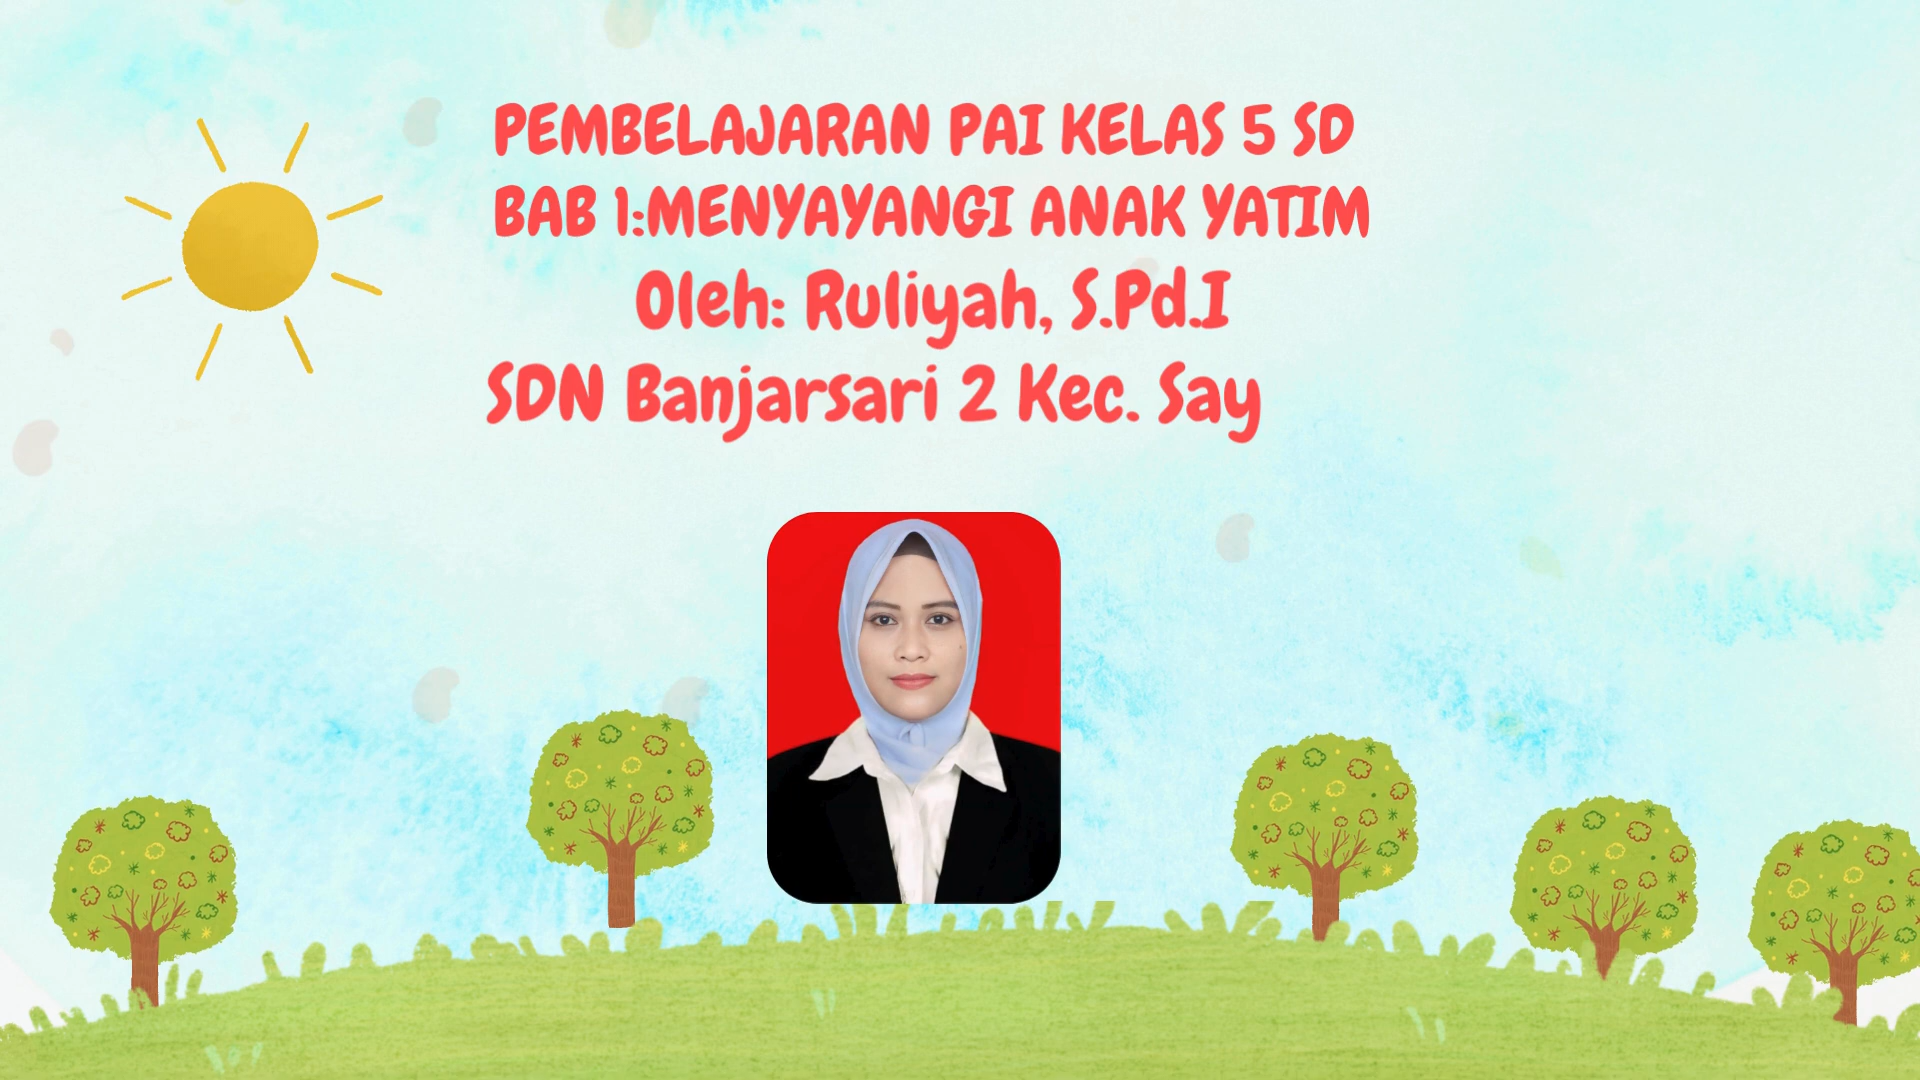 PEMBELAJARAN PAI KELAS 5 SD
BAB 1:MENYAYANGI ANAK YATIM
Oleh: Ruliyah, S.Pd.I
SDN Banjarsari 2 Kec. Say